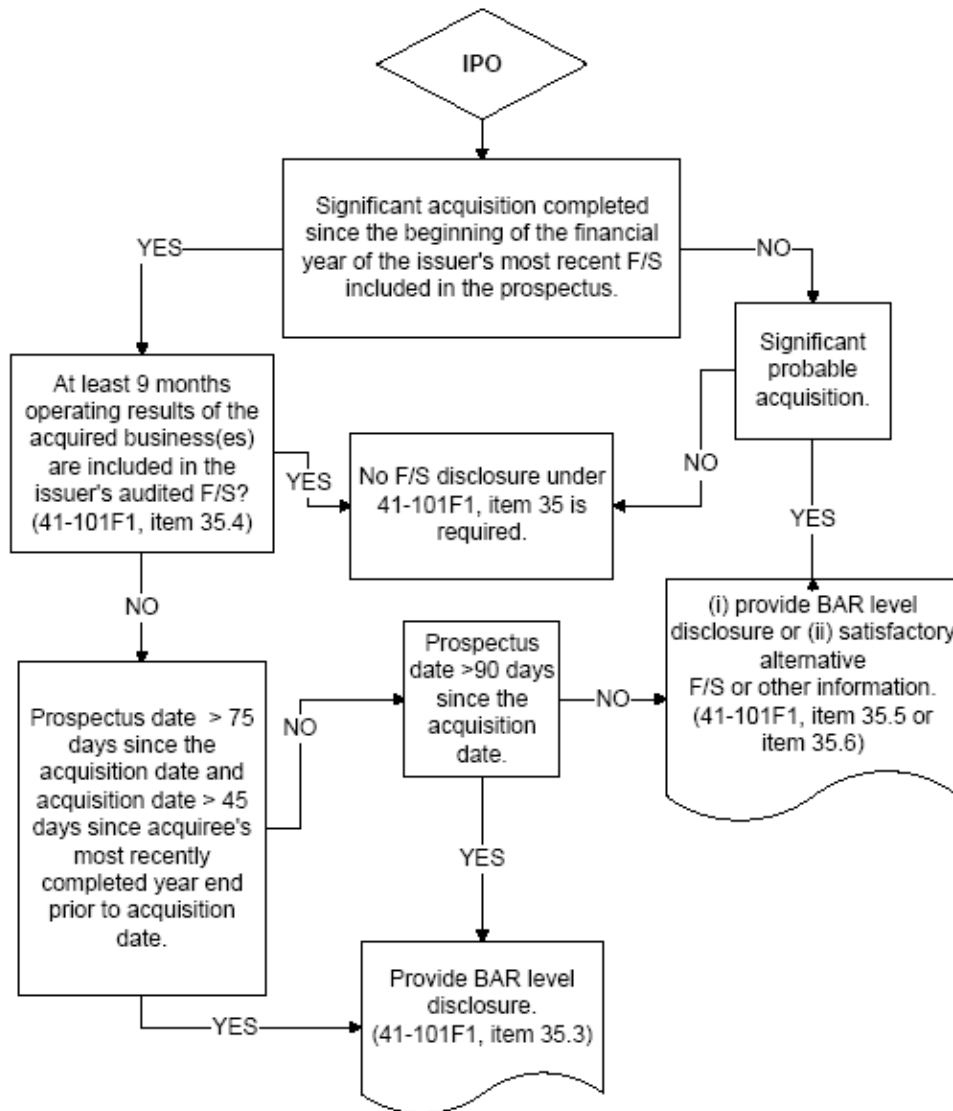 IPO
Significant acquisition completed
since the beginning of the financial
year of the issuer's most recent F/S
included in the prospectus.
YES
NO
At least 9 months
operating results of the
acquired business(es)
are included in the
issuer's audited F/S?
(41-101F1, item 35.4)
Significant
probable
acquisition.
YES
NO
No F/S disclosure under
41-101F1, item 35 is
required.
YES
NO
(i) provide BAR level
disclosure or (ii) satisfactory
alternative
F/S or other information.
(41-101F1, item 35.5 or
item 35.6)
Prospectus
date >90 days
since the
acquisition
date.
NO
NO
Prospectus date > 75
days since the
acquisition date and
acquisition date > 45
days since acquiree's
most recently
completed year end
prior to acquisition
date.
YES
YES
Provide BAR level
disclosure.
(41-101F1, item 35.3)